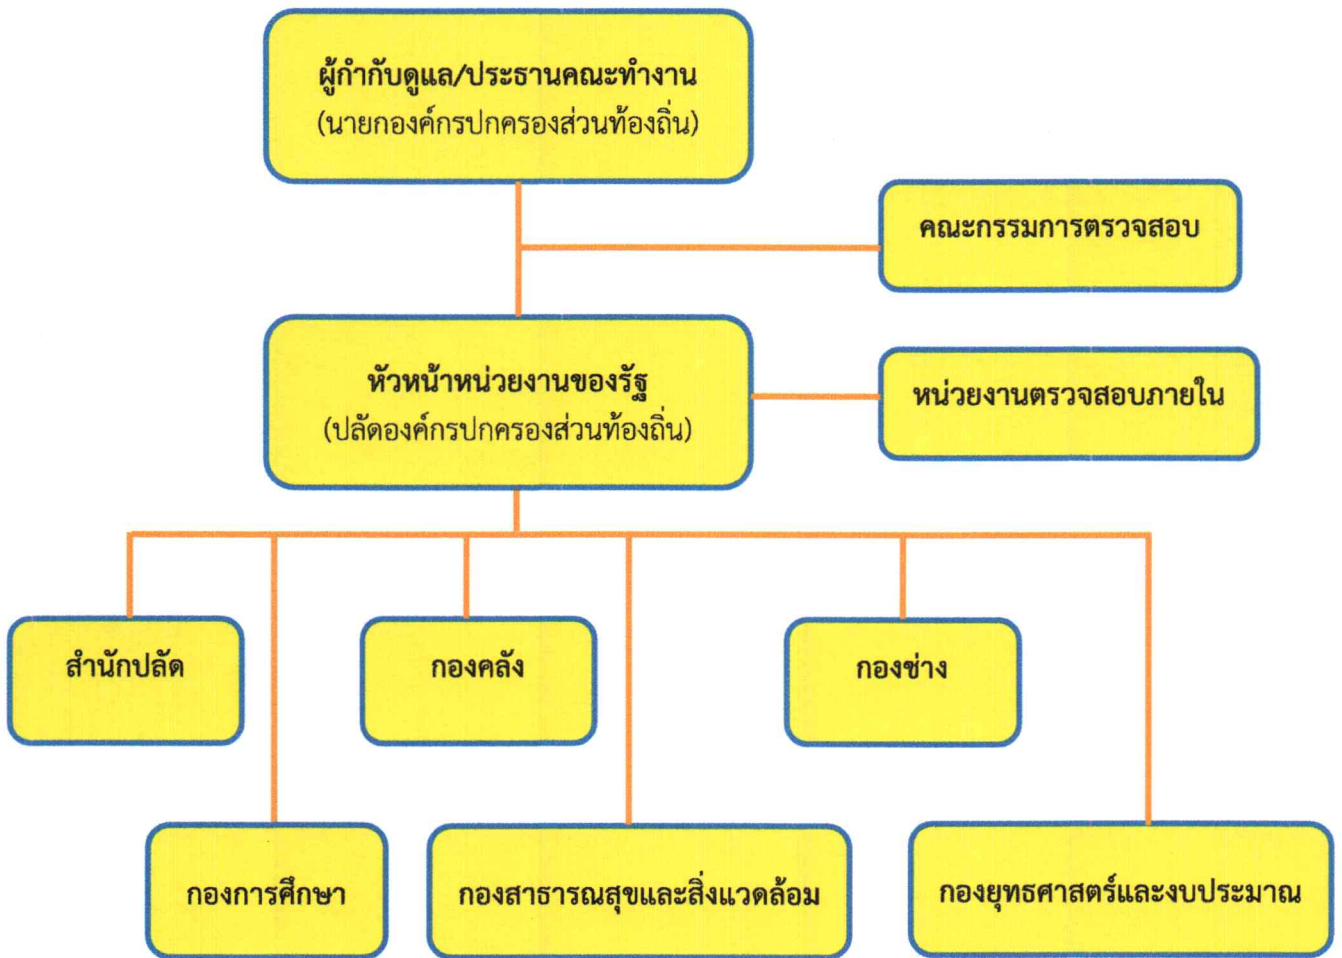 ผู้กำกับดูแล/ประธานคณะทำงาน
(นายกองค์กรปกครองส่วนท้องถิ่น)
คณะกรรมการตรวจสอบ
หัวหน้าหน่วยงานของรัฐ
(ปลัดองค์กรปกครองส่วนท้องถิ่น)
หน่วยงานตรวจสอบภายใน
สำนักปลัด
กองคลัง
กองช่าง
กองการศึกษา
กองสาธารณสุขและสิ่งแวดล้อม
กองยุทธศาสตร์และงบประมาณ